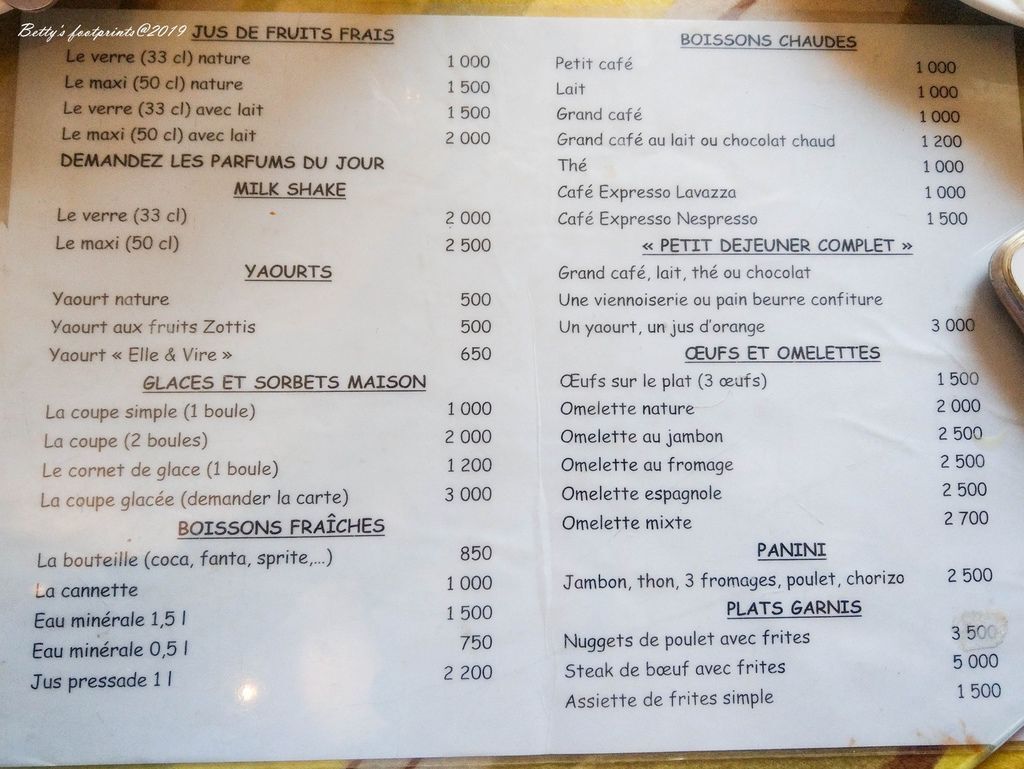 Betty's footprints@2019
JUS DE FRUITS FRAIS
Le verre (33 cl) nature 1 000
Le maxi (50 cl) nature 1 500
Le verre (33 cl) avec lait 1 500
Le maxi (50 cl) avec lait 2 000
DEMANDEZ LES PARFUMS DU JOUR
MILK SHAKE
Le verre (33 cl) 2 000
Le maxi (50 cl) 2 500
YAOURTS
Yaourt nature 500
Yaourt aux fruits Zottis 500
Yaourt « Elle & Vire » 650
GLACES ET SORBETS MAISON
La coupe simple (1 boule) 1 000
La coupe (2 boules) 2 000
Le cornet de glace (1 boule) 1 200
La coupe glacée (demander la carte) 3 000
BOISSONS FRAÎCHES
La bouteille (coca, fanta, sprite,...) 850
La cannette 1 000
Eau minérale 1,5 l 1 500
Eau minérale 0,5 l 750
Jus pressade 1 l 2 200
BOISSONS CHAUDES
Petit café 1 000
Lait 1 000
Grand café 1 000
Grand café au lait ou chocolat chaud 1 200
Thé 1 000
Café Expresso Lavazza 1 000
Café Expresso Nespresso 1 500
« PETIT DEJEUNER COMPLET »
Grand café, lait, thé ou chocolat
Une viennoiserie ou pain beurre confiture
Un yaourt, un jus d'orange 3 000
ŒUFS ET OMELETTES
Œufs sur le plat (3 œufs) 1 500
Omelette nature 2 000
Omelette au jambon 2 500
Omelette au fromage 2 500
Omelette espagnole 2 500
Omelette mixte 2 700
PANINI
Jambon, thon, 3 fromages, poulet, chorizo 2 500
PLATS GARNIS
Nuggets de poulet avec frites 3 500
Steak de bœuf avec frites 5 000
Assiette de frites simple 1 500